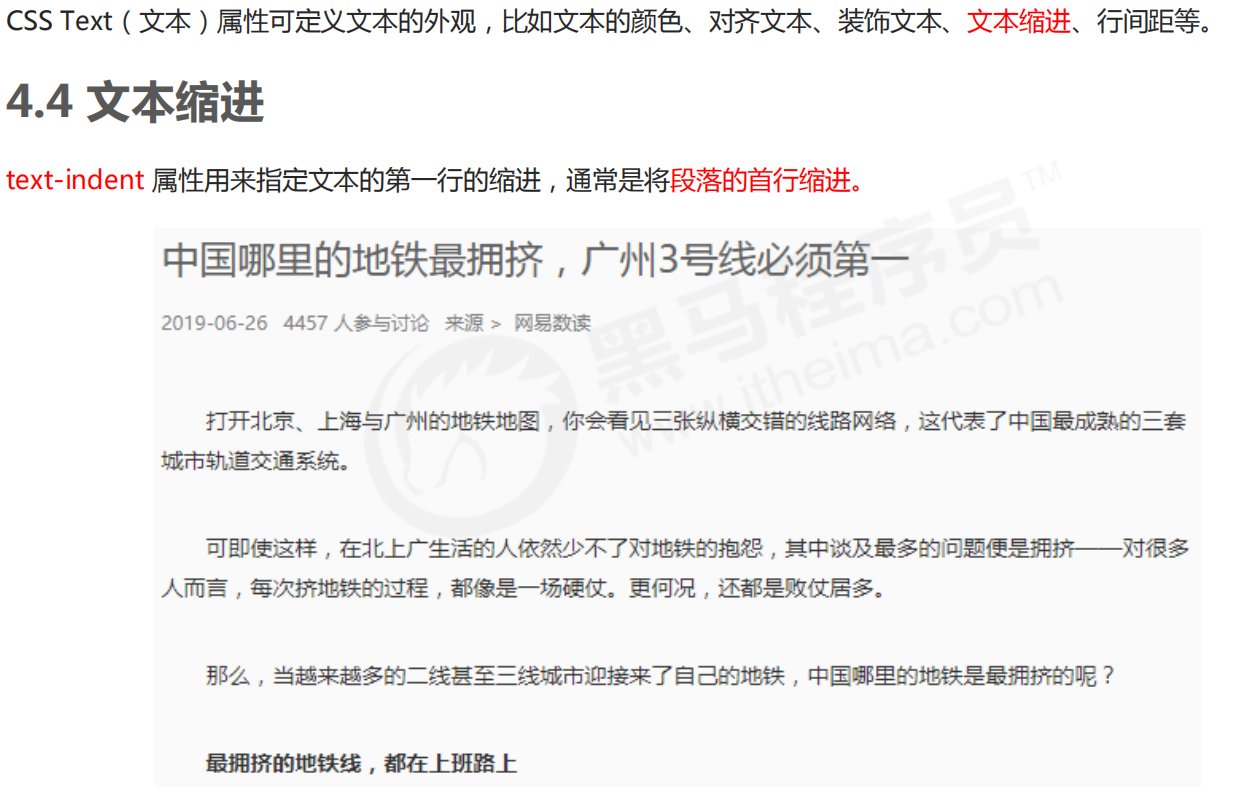 CSS Text（文本）属性可定义文本的外观，比如文本的颜色、对齐文本、装饰文本、文本缩进、行间距等。
4.4 文本缩进
text-indent 属性用来指定文本的第一行的缩进，通常是将段落的首行缩进。
中国哪里的地铁最拥挤，广州3号线必须第一
2019-06-26 4457 人参与讨论 来源 > 网易数读
黑马程序员™
www.itheima.com
打开北京、上海与广州的地铁地图，你会看见三张纵横交错的线路网络，这代表了中国最成熟的三套
城市轨道交通系统。
可即使这样，在北上广生活的人依然少不了对地铁的抱怨，其中谈及最多的问题便是拥挤——对很多
人而言，每次挤地铁的过程，都像是一场硬仗。更何况，还都是败仗居多。
那么，当越来越多的二线甚至三线城市迎接来了自己的地铁，中国哪里的地铁是最拥挤的呢？
最拥挤的地铁线，都在上班路上